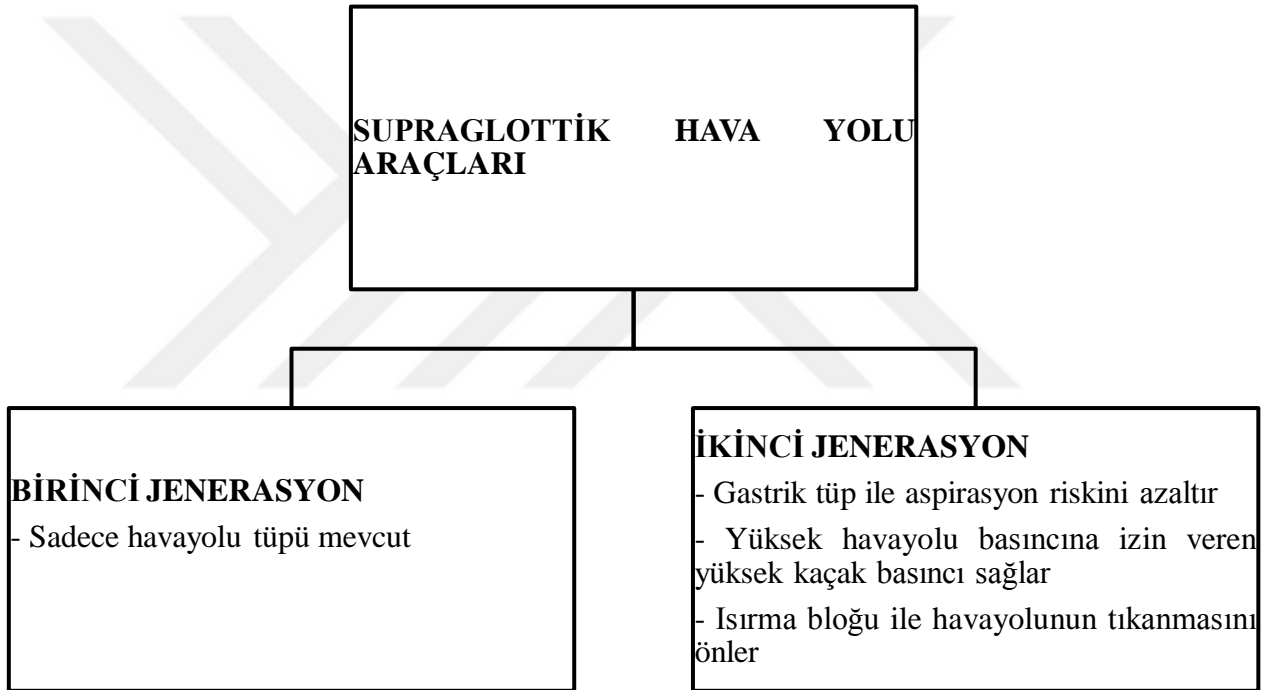 SUPRAGLOTTİK HAVA YOLU
ARAÇLARI
BİRİNCİ JENERASYON
- Sadece havayolu tüpü mevcut
İKİNCİ JENERASYON
- Gastrik tüp ile aspirasyon riskini azaltır
- Yüksek havayolu basıncına izin veren
yüksek kaçak basıncı sağlar
- Isırma bloğu ile havayolunun tıkanmasını
önler